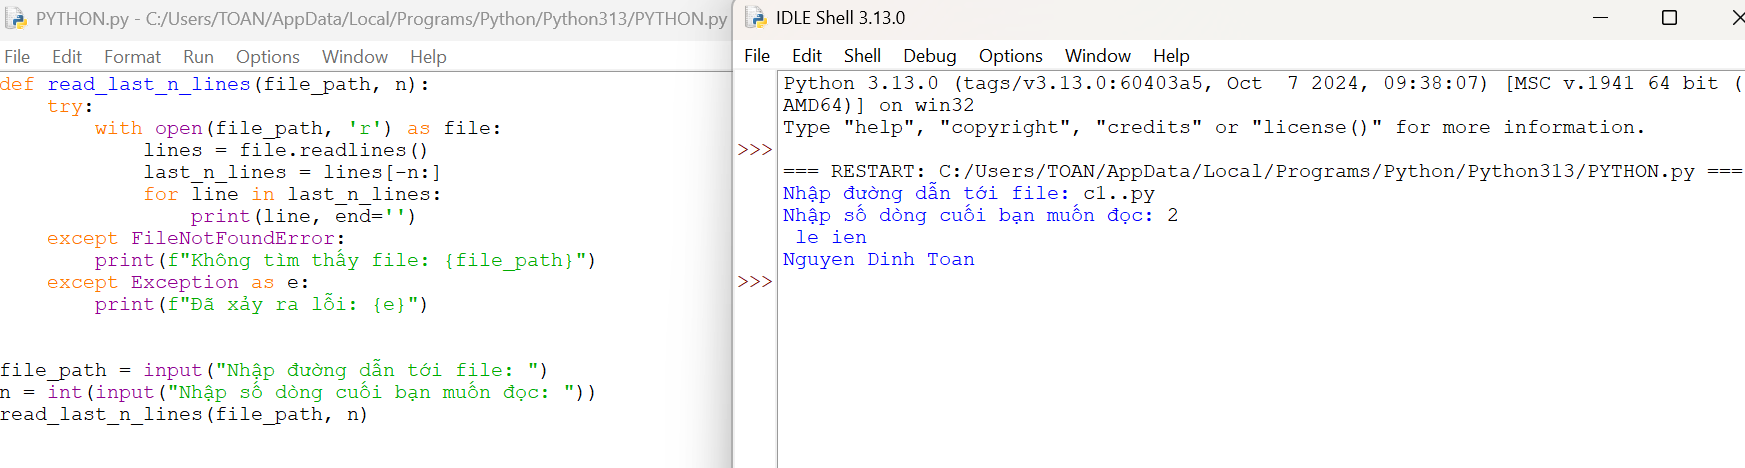 PYTHON.py - C:/Users/TOAN/AppData/Local/Programs/Python/Python313/PYTHON.py
File Edit Format Run Options Window Help
def read_last_n_lines(file_path, n):
    try:
        with open(file_path, 'r') as file:
            lines = file.readlines()
            last_n_lines = lines[-n:]
            for line in last_n_lines:
                print(line, end='')
    except FileNotFoundError:
        print(f"Không tìm thấy file: {file_path}")
    except Exception as e:
        print(f"Đã xảy ra lỗi: {e}")
file_path = input("Nhập đường dẫn tới file: ")
n = int(input("Nhập số dòng cuối bạn muốn đọc: "))
read_last_n_lines(file_path, n)
IDLE Shell 3.13.0
File Edit Shell Debug Options Window Help
Python 3.13.0 (tags/v3.13.0:60403a5, Oct  7 2024, 09:38:07) [MSC v.1941 64 bit (
AMD64)] on win32
Type "help", "copyright", "credits" or "license()" for more information.
>>>
=== RESTART: C:/Users/TOAN/AppData/Local/Programs/Python/Python313/PYTHON.py ===
Nhập đường dẫn tới file: c1..py
Nhập số dòng cuối bạn muốn đọc: 2
 le ien
Nguyen Dinh Toan
>>>